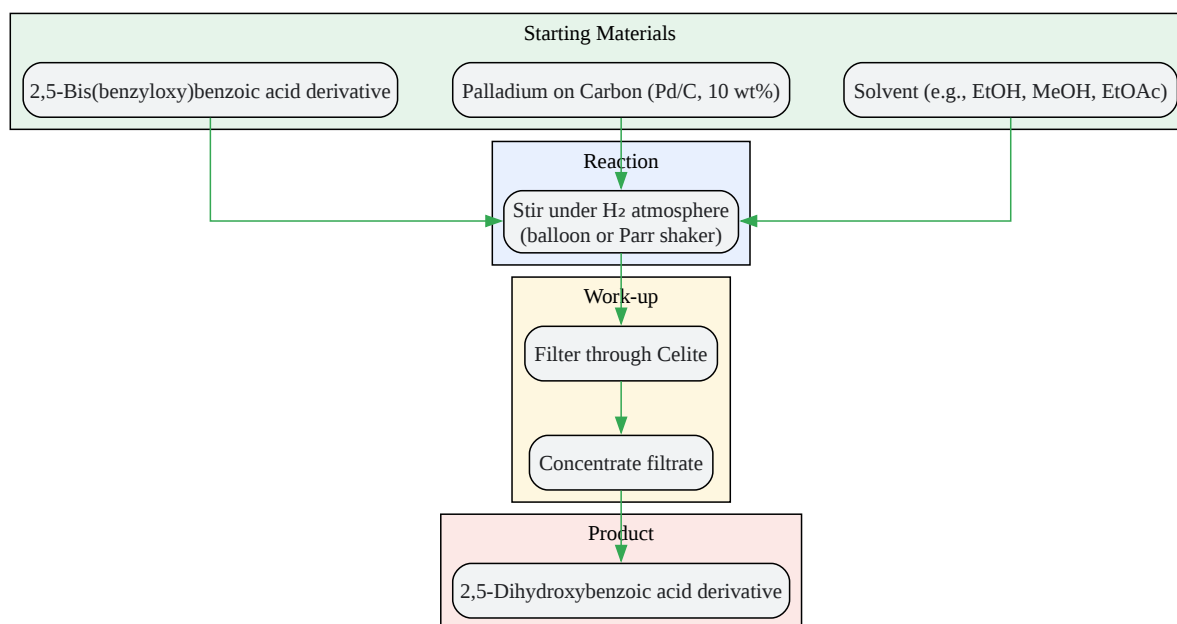 Starting Materials
2,5-Bis(benzyloxy)benzoic acid derivative
Palladium on Carbon (Pd/C, 10 wt%)
Solvent (e.g., EtOH, MeOH, EtOAc)
Reaction
Stir under H₂ atmosphere
(balloon or Parr shaker)
Work-up
Filter through Celite
Concentrate filtrate
Product
2,5-Dihydroxybenzoic acid derivative